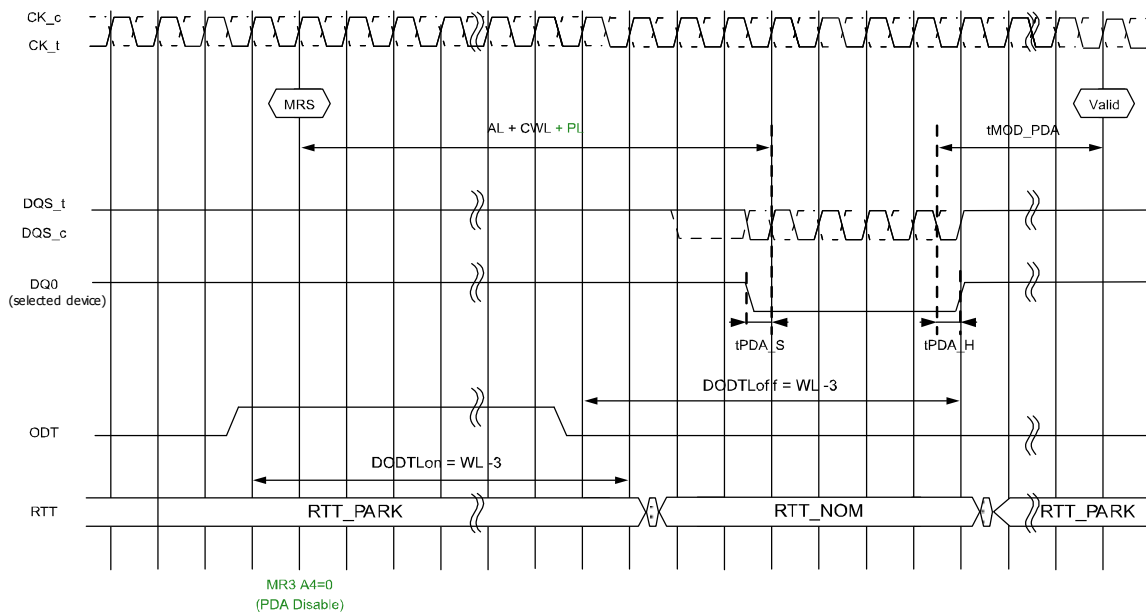 CK_c
CK_t
MRS
Valid
AL + CWL + PL
tMOD_PDA
DQS_t
DQS_c
DQ0
(selected device)
tPDA_S
tPDA_H
DODTLoff = WL -3
ODT
DODTLon = WL -3
RTT
RTT_PARK
RTT_NOM
RTT_PARK
MR3 A4=0
(PDA Disable)